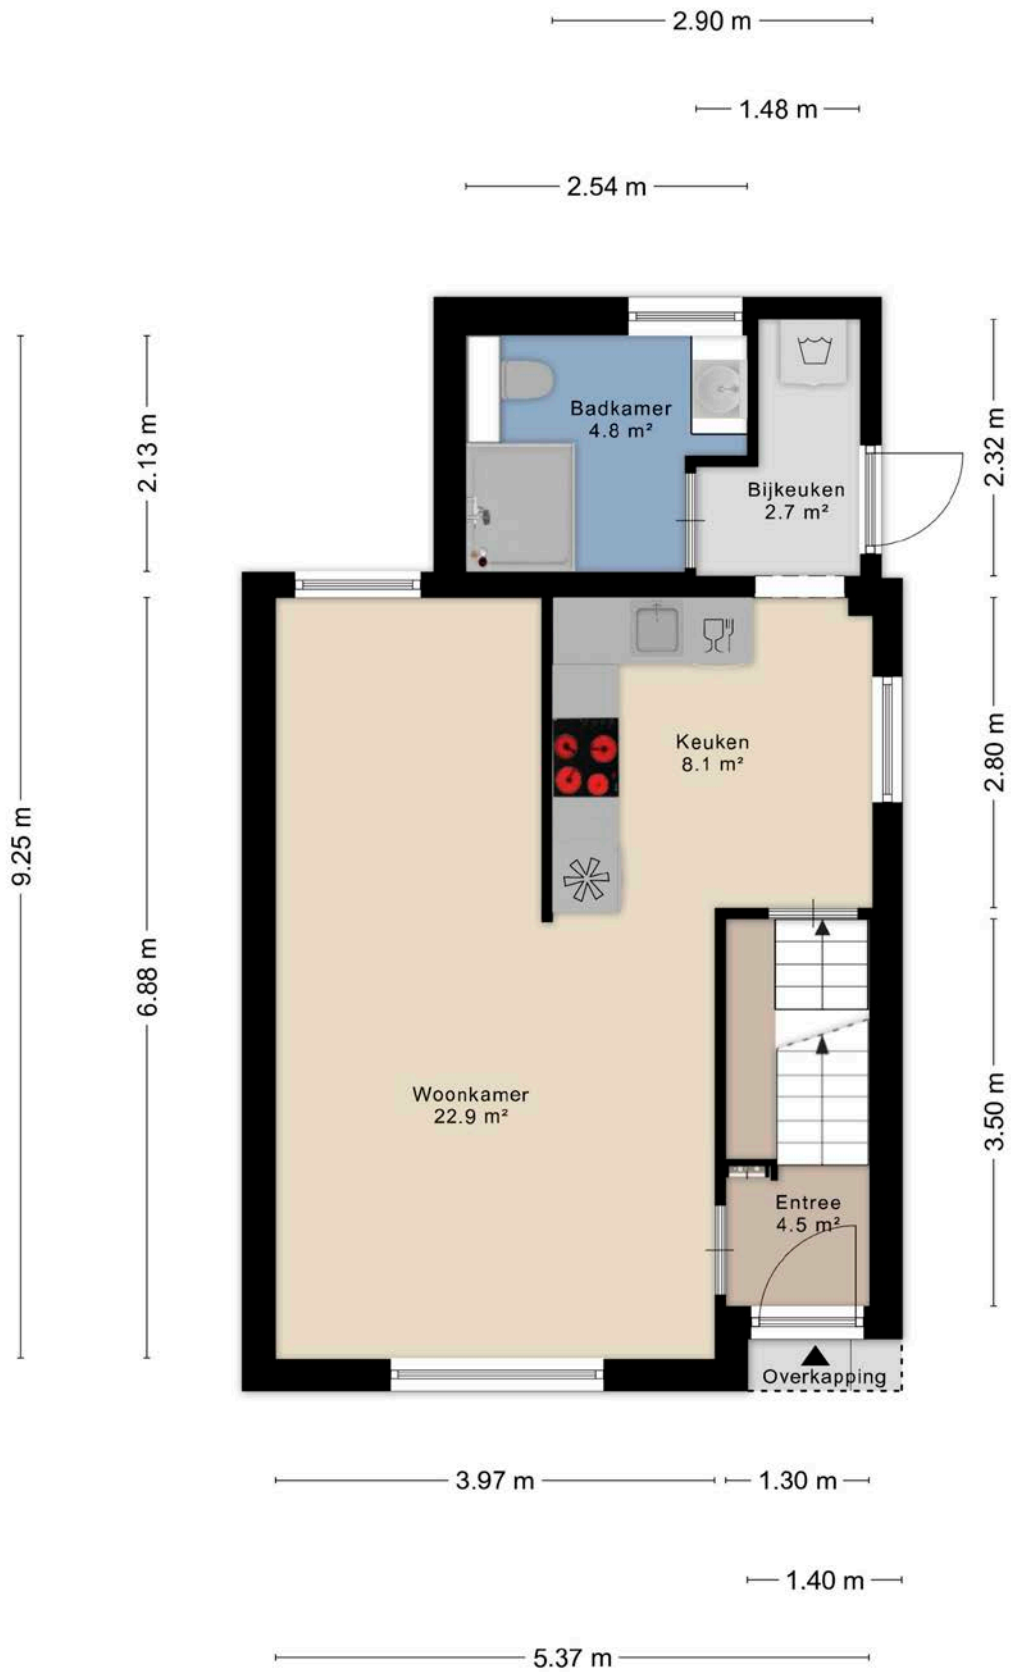 2.90 m
1.48 m
2.54 m
2.13 m
2.32 m
Badkamer
4.8 m²
Bijkeuken
2.7 m²
Keuken
8.1 m²
2.80 m
9.25 m
6.88 m
Woonkamer
22.9 m²
3.50 m
Entree
4.5 m²
Overkapping
3.97 m
1.30 m
1.40 m
5.37 m